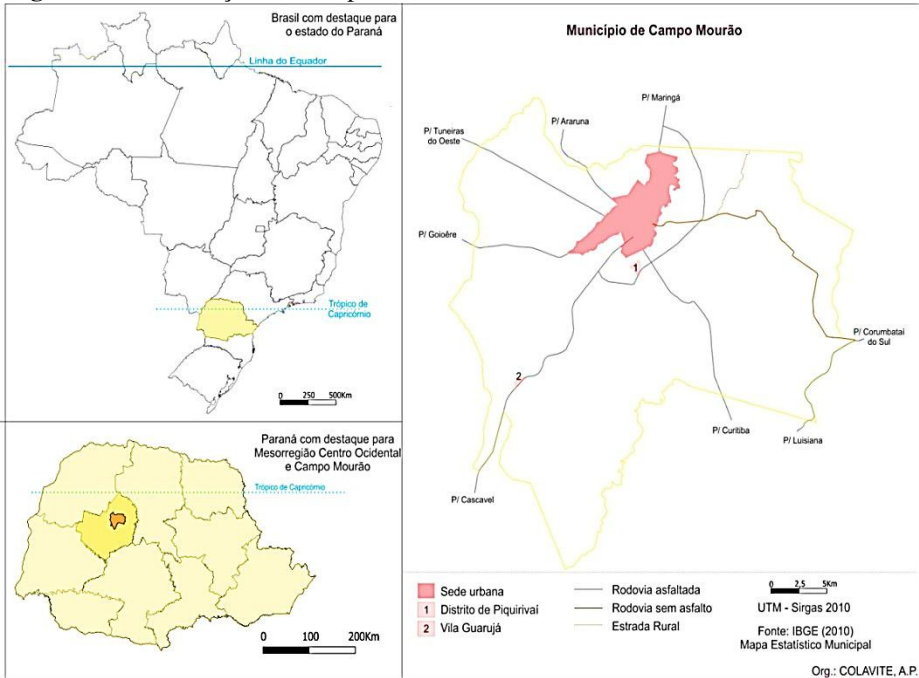 Brasil com destaque para
o estado do Paraná
Linha do Equador
Trópico de
Capricórnio
0 250 500Km
Paraná com destaque para
Mesorregião Centro Ocidental
e Campo Mourão
Trópico de Capricórnio
0 100 200Km
Município de Campo Mourão
P/ Maringá
P/ Araruna
P/ Tuneiras
do Oeste
P/ Goioêre
1
P/ Corumbataí
do Sul
2
P/ Luisiana
P/ Curitiba
P/ Cascavel
Sede urbana
1 Distrito de Piquirivaí
2 Vila Guarujá
Rodovia asfaltada
Rodovia sem asfalto
Estrada Rural
0 2,5 5Km
UTM - Sirgas 2010
Fonte: IBGE (2010)
Mapa Estatístico Municipal
Org.: COLAVITE, A.P.